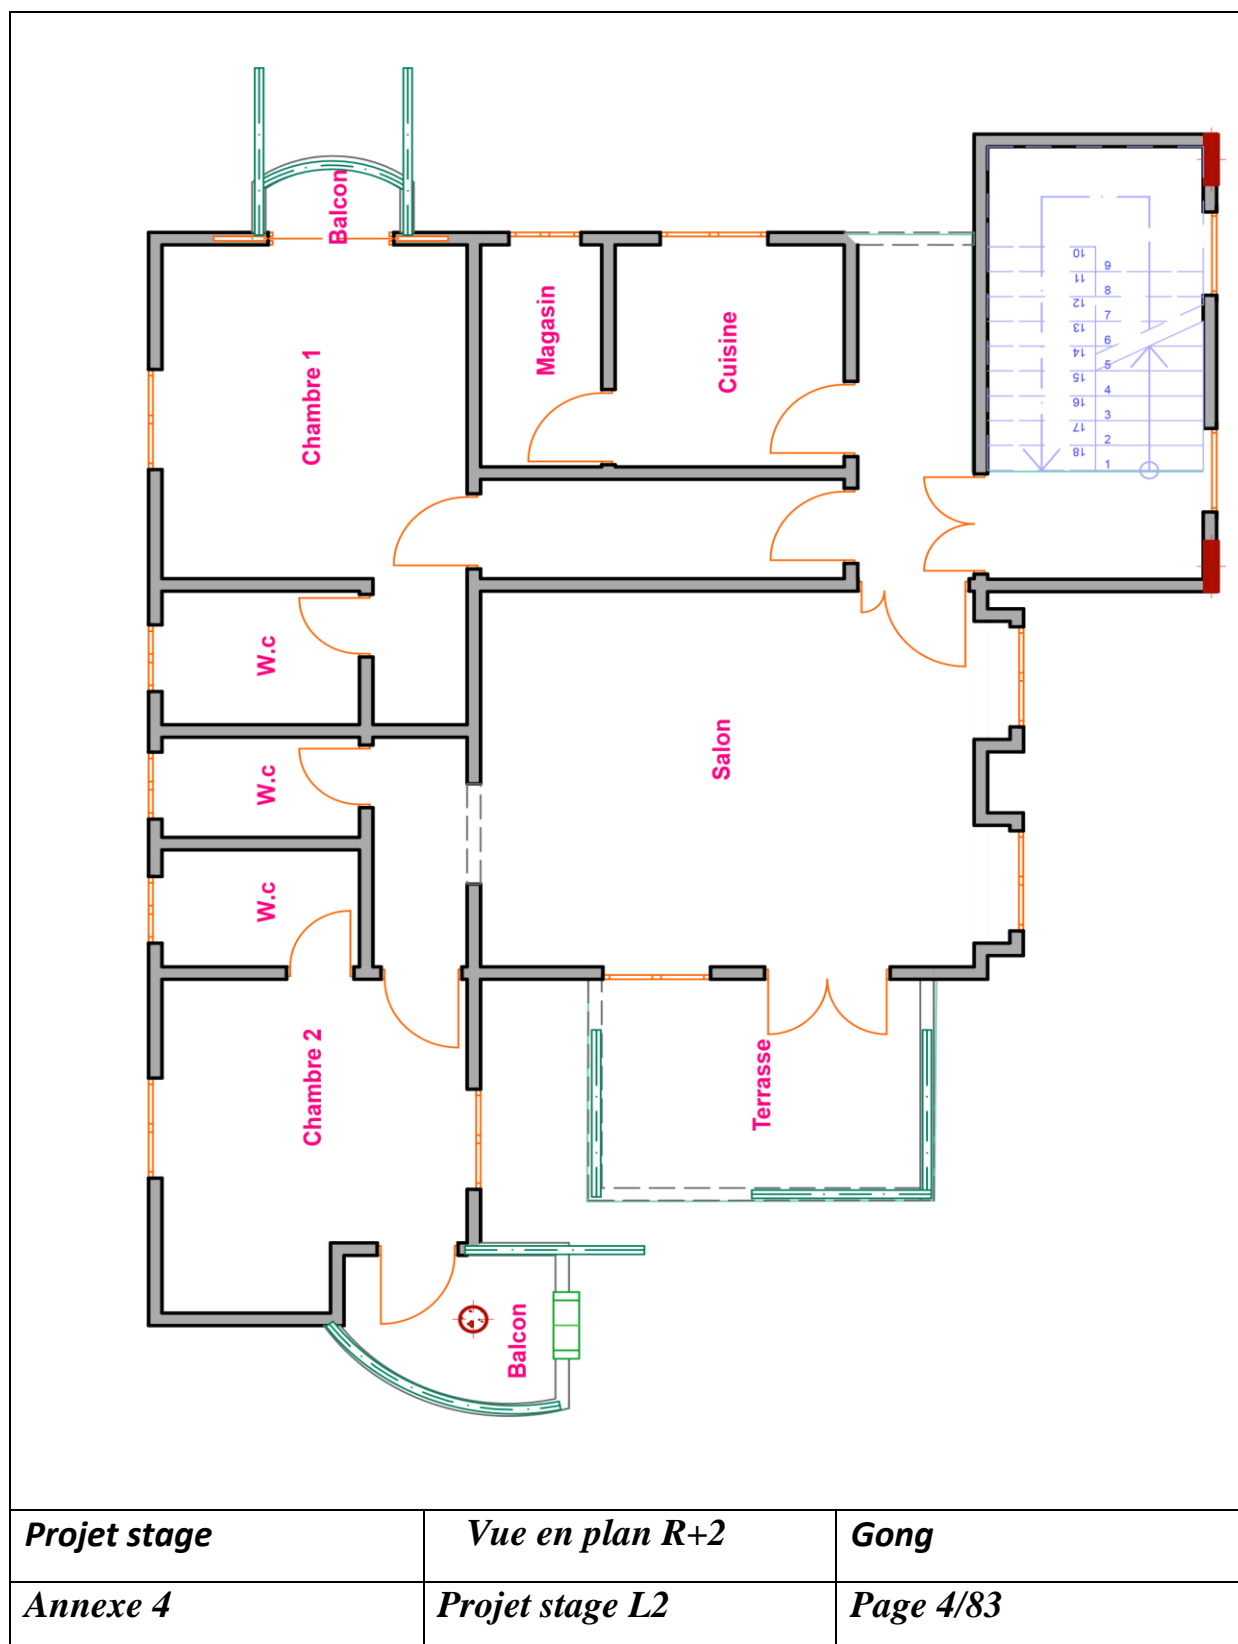 Balcon
Chambre 1
Magasin
Cuisine
10
11
12
13
14
15
16
17
18
9
8
7
6
5
4
3
2
1
W.c
W.c
W.c
Salon
Chambre 2
Terrasse
Balcon
Projet stage
Vue en plan R+2
Gong
Annexe 4
Projet stage L2
Page 4/83